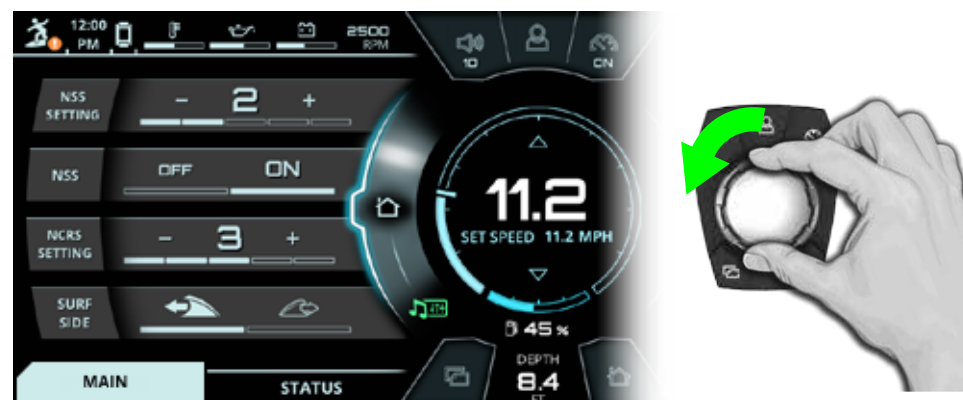 12:00
PM
2500
RPM
10
ON
NSS
SETTING
- 2 +
NSS
OFF ON
NCRS
SETTING
- 3 +
SURF
SIDE
11.2
SET SPEED 11.2 MPH
45 %
DEPTH
8.4
FT
MAIN
STATUS